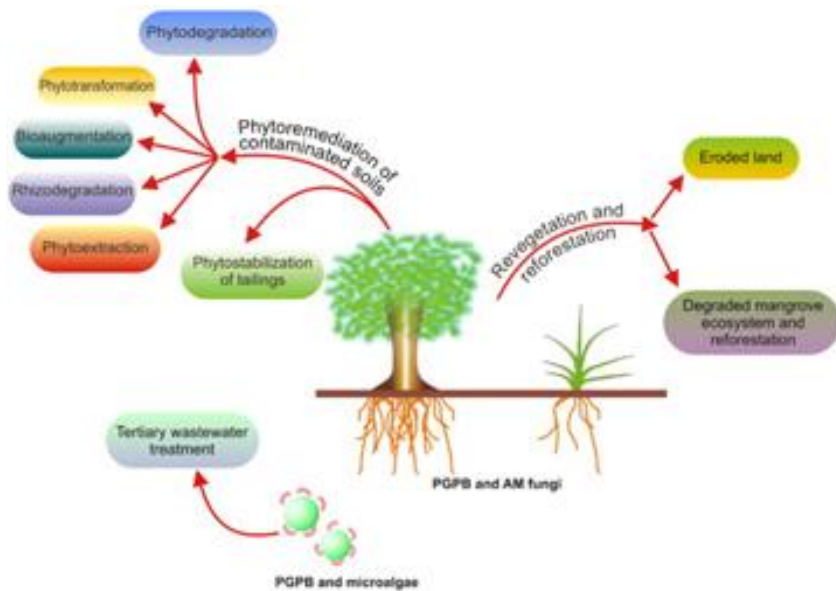 Phytodegradation
Phytotransformation
Bioaugmentation
Rhizodegradation
Phytoextraction
Phytoremediation of
contaminated soils
Phytostabilization
of tailings
Revegetation and
reforestation
Eroded land
Degraded mangrove
ecosystem and
reforestation
Tertiary wastewater
treatment
PGPB and AM fungi
PGPB and microalgae